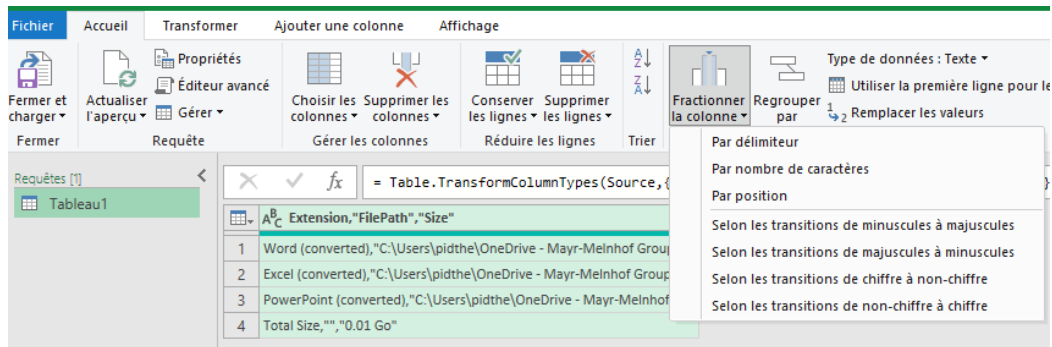 Fichier Accueil Transformer Ajouter une colonne Affichage
Fermer et charger
Fermer
Actualiser l'aperçu
Propriétés
Éditeur avancé
Gérer
Requête
Choisir les colonnes
Supprimer les colonnes
Gérer les colonnes
Conserver les lignes
Supprimer les lignes
Réduire les lignes
A Z
Z A
Trier
Fractionner la colonne
Regrouper par
Type de données : Texte
Utiliser la première ligne pour le
1 2 Remplacer les valeurs
Par délimiteur
Par nombre de caractères
Par position
Selon les transitions de minuscules à majuscules
Selon les transitions de majuscules à minuscules
Selon les transitions de chiffre à non-chiffre
Selon les transitions de non-chiffre à chiffre
Requêtes [1]
Tableau1
fx = Table.TransformColumnTypes(Source,{
ABC Extension,"FilePath","Size"
1 Word (converted),"C:\Users\pidthe\OneDrive - Mayr-Melnhof Group
2 Excel (converted),"C:\Users\pidthe\OneDrive - Mayr-Melnhof Group
3 PowerPoint (converted),"C:\Users\pidthe\OneDrive - Mayr-Melnhof
4 Total Size,"","0.01 Go"